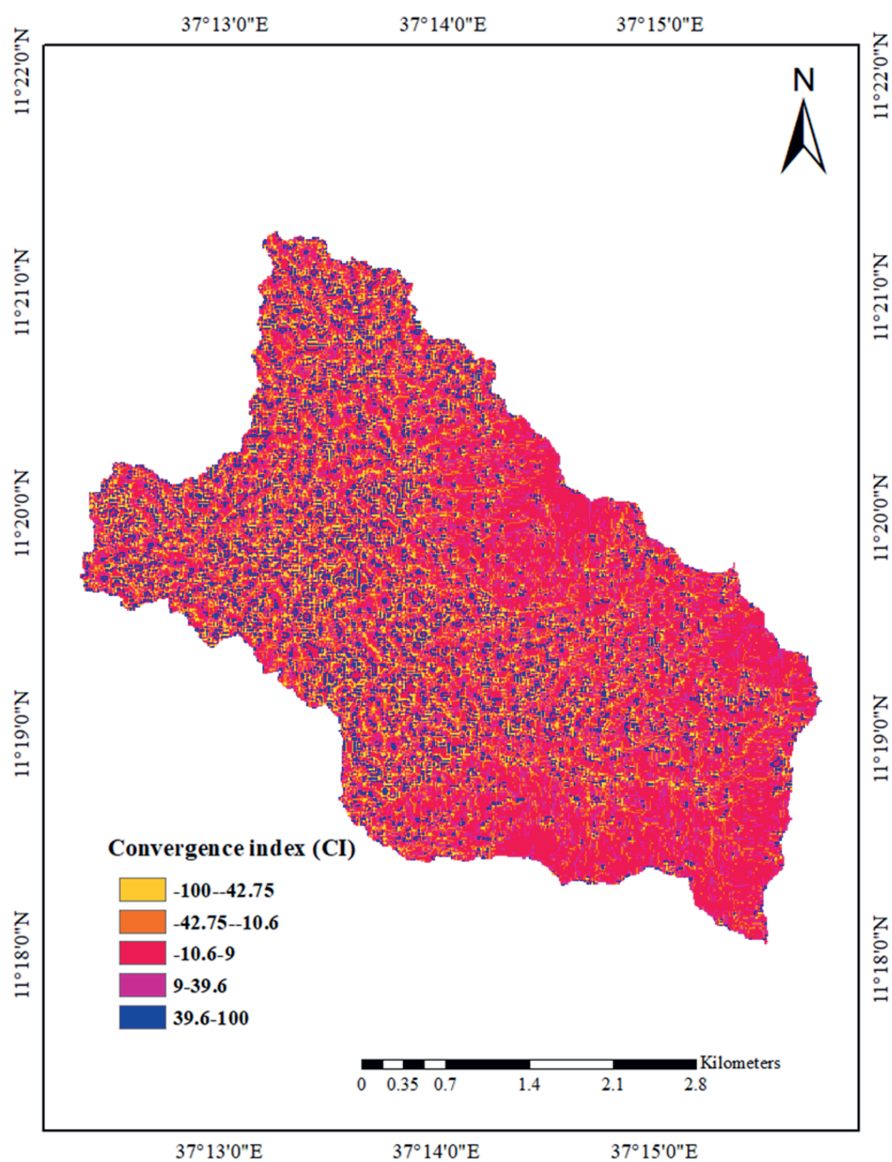 37°13'0"E 37°14'0"E 37°15'0"E
11°22'0"N 11°22'0"N
N
11°21'0"N 11°21'0"N
11°20'0"N 11°20'0"N
11°19'0"N 11°19'0"N
Convergence index (CI)
-100--42.75
-42.75--10.6
-10.6-9
9-39.6
39.6-100
11°18'0"N 11°18'0"N
Kilometers
0 0.35 0.7 1.4 2.1 2.8
37°13'0"E 37°14'0"E 37°15'0"E